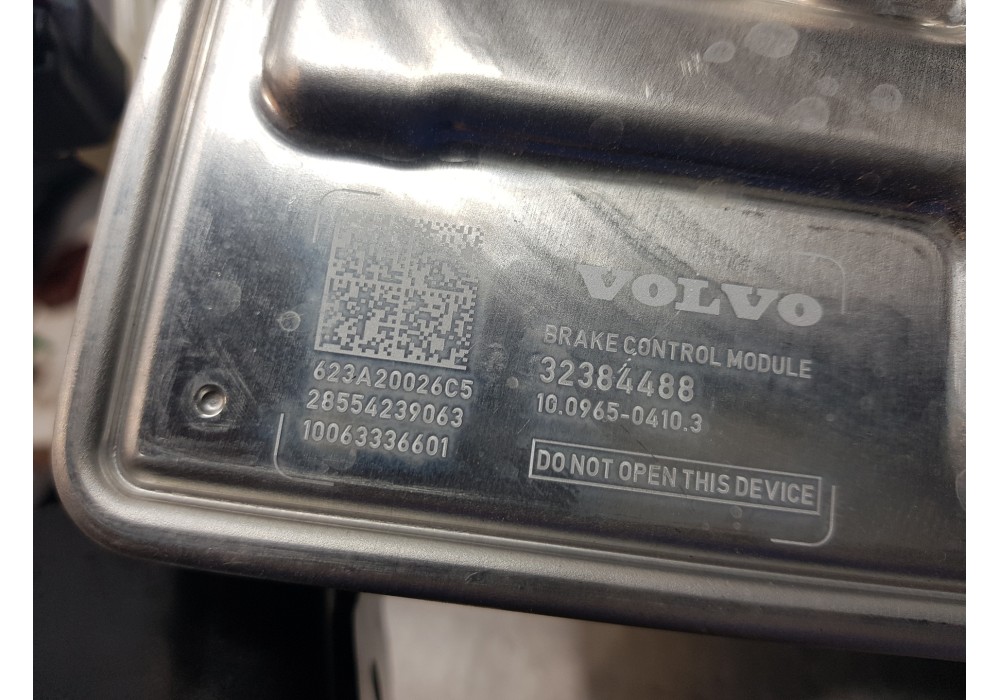 623A20026C5
28554239063
10063336601
VOLVO
BRAKE CONTROL MODULE
32384488
10.0965-0410.3
DO NOT OPEN THIS DEVICE